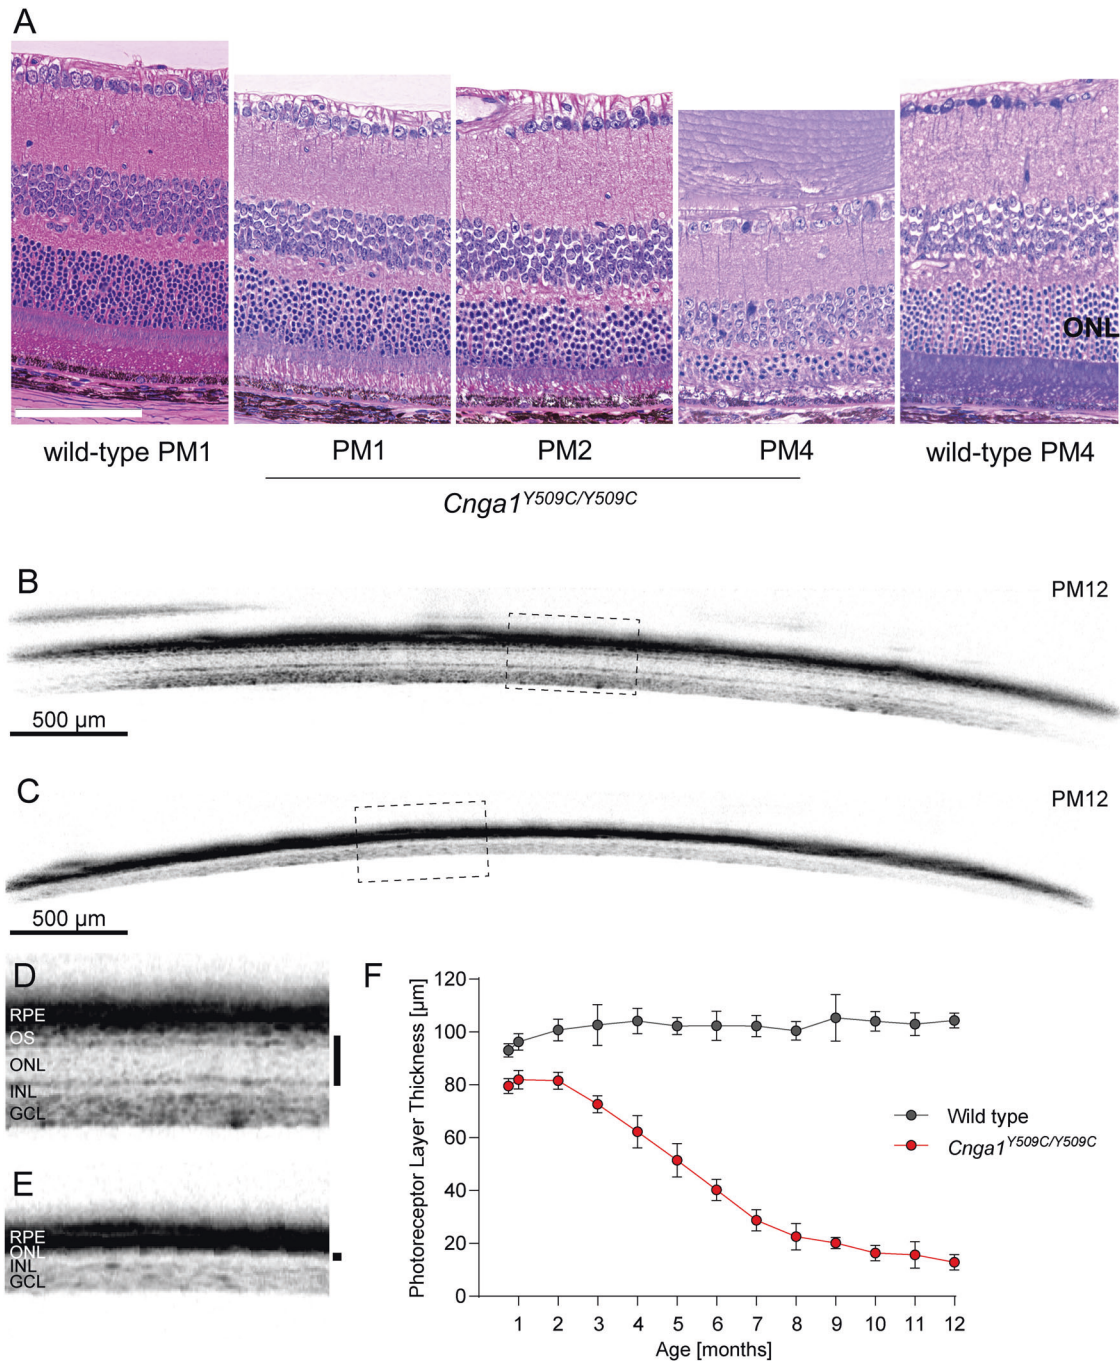 A
ONL
wild-type PM1
PM1
PM2
PM4
wild-type PM4
Cnga1Y509C/Y509C
B
PM12
500 µm
C
PM12
500 µm
D
RPE
OS
ONL
INL
GCL
E
RPE
ONL
INL
GCL
F
Photoreceptor Layer Thickness [µm]
120
100
80
60
40
20
0
1 2 3 4 5 6 7 8 9 10 11 12
Age [months]
Wild type
Cnga1Y509C/Y509C